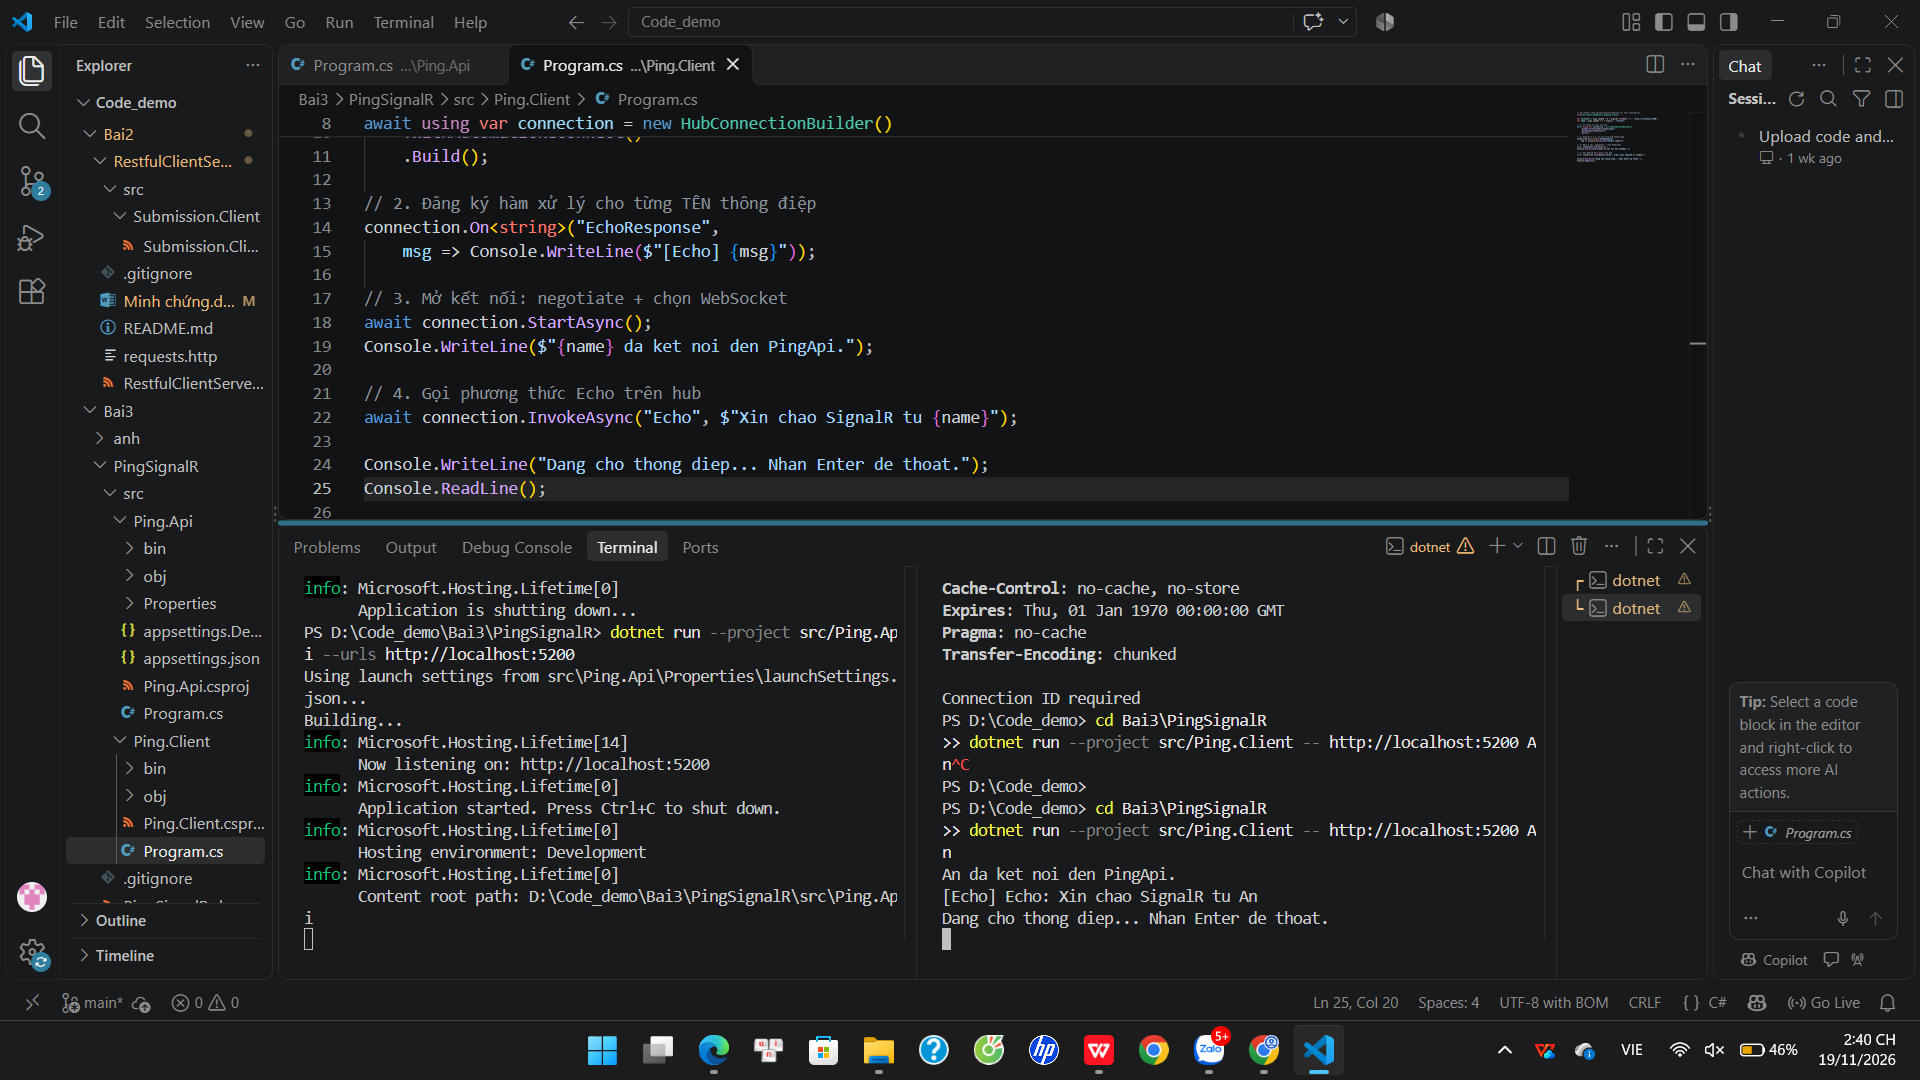 File Edit Selection View Go Run Terminal Help
Code_demo
Explorer
Code_demo
Bai2
RestfulClientSe...
src
Submission.Client
Submission.Cli...
.gitignore
Minh chứng.d... M
README.md
requests.http
RestfulClientServe...
Bai3
anh
PingSignalR
src
Ping.Api
bin
obj
Properties
appsettings.De...
appsettings.json
Ping.Api.csproj
Program.cs
Ping.Client
bin
obj
Ping.Client.cspr...
Program.cs
.gitignore
Outline
Timeline
2
Program.cs ...\Ping.Api
Program.cs ...\Ping.Client
Bai3 > PingSignalR > src > Ping.Client > Program.cs
8 await using var connection = new HubConnectionBuilder()
11 .Build();
12
13 // 2. Đăng ký hàm xử lý cho từng TÊN thông điệp
14 connection.On<string>("EchoResponse",
15 msg => Console.WriteLine($"[Echo] {msg}"));
16
17 // 3. Mở kết nối: negotiate + chọn WebSocket
18 await connection.StartAsync();
19 Console.WriteLine($"{name} da ket noi den PingApi.");
20
21 // 4. Gọi phương thức Echo trên hub
22 await connection.InvokeAsync("Echo", $"Xin chao SignalR tu {name}");
23
24 Console.WriteLine("Dang cho thong diep... Nhan Enter de thoat.");
25 Console.ReadLine();
26
Problems Output Debug Console Terminal Ports
dotnet
info: Microsoft.Hosting.Lifetime[0]
Application is shutting down...
PS D:\Code_demo\Bai3\PingSignalR> dotnet run --project src/Ping.Ap
i --urls http://localhost:5200
Using launch settings from src\Ping.Api\Properties\launchSettings.
json...
Building...
info: Microsoft.Hosting.Lifetime[14]
Now listening on: http://localhost:5200
info: Microsoft.Hosting.Lifetime[0]
Application started. Press Ctrl+C to shut down.
info: Microsoft.Hosting.Lifetime[0]
Hosting environment: Development
info: Microsoft.Hosting.Lifetime[0]
Content root path: D:\Code_demo\Bai3\PingSignalR\src\Ping.Ap
i
Cache-Control: no-cache, no-store
Expires: Thu, 01 Jan 1970 00:00:00 GMT
Pragma: no-cache
Transfer-Encoding: chunked
Connection ID required
PS D:\Code_demo> cd Bai3\PingSignalR
>> dotnet run --project src/Ping.Client -- http://localhost:5200 A
n^C
PS D:\Code_demo>
PS D:\Code_demo> cd Bai3\PingSignalR
>> dotnet run --project src/Ping.Client -- http://localhost:5200 A
n
An da ket noi den PingApi.
[Echo] Echo: Xin chao SignalR tu An
Dang cho thong diep... Nhan Enter de thoat.
dotnet
dotnet
Chat
Sessi...
Upload code and...
· 1 wk ago
Tip: Select a code
block in the editor
and right-click to
access more AI
actions.
Program.cs
Chat with Copilot
Copilot
main* 0 0
Ln 25, Col 20 Spaces: 4 UTF-8 with BOM CRLF { } C# Go Live
hp
Zalo
5+
VIE
46%
2:40 CH
19/11/2026